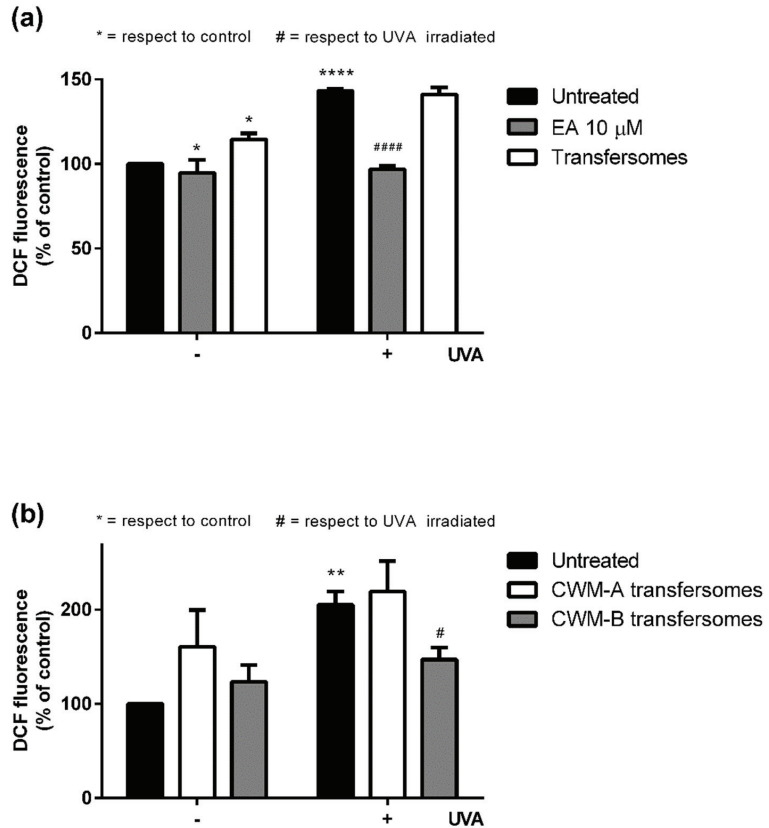 (a)
* = respect to control # = respect to UVA irradiated
DCF fluorescence
(% of control)
150
100
50
0
*
*
****
####
Untreated
EA 10 μM
Transfersomes
- + UVA
(b)
* = respect to control # = respect to UVA irradiated
DCF fluorescence
(% of control)
200
100
0
**
#
Untreated
CWM-A transfersomes
CWM-B transfersomes
- + UVA